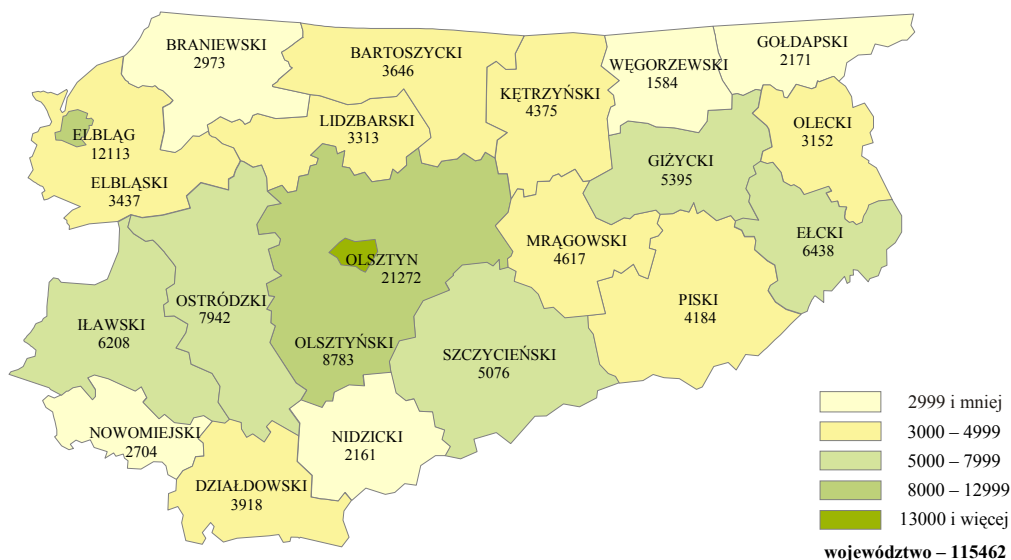 BRANIEWSKI
2973
BARTOSZYCKI
3646
GOŁDAPSKI
2171
WĘGORZEWSKI
1584
KĘTRZYŃSKI
4375
LIDZBARSKI
3313
OLECKI
3152
ELBLĄG
12113
GIŻYCKI
5395
ELBLĄSKI
3437
MRĄGOWSKI
4617
EŁCKI
6438
OLSZTYN
21272
OSTRÓDZKI
7942
PISKI
4184
IŁAWSKI
6208
OLSZTYŃSKI
8783
SZCZYCIEŃSKI
5076
NOWOMIEJSKI
2704
NIDZICKI
2161
DZIAŁDOWSKI
3918
2999 i mniej
3000 – 4999
5000 – 7999
8000 – 12999
13000 i więcej
województwo – 115462